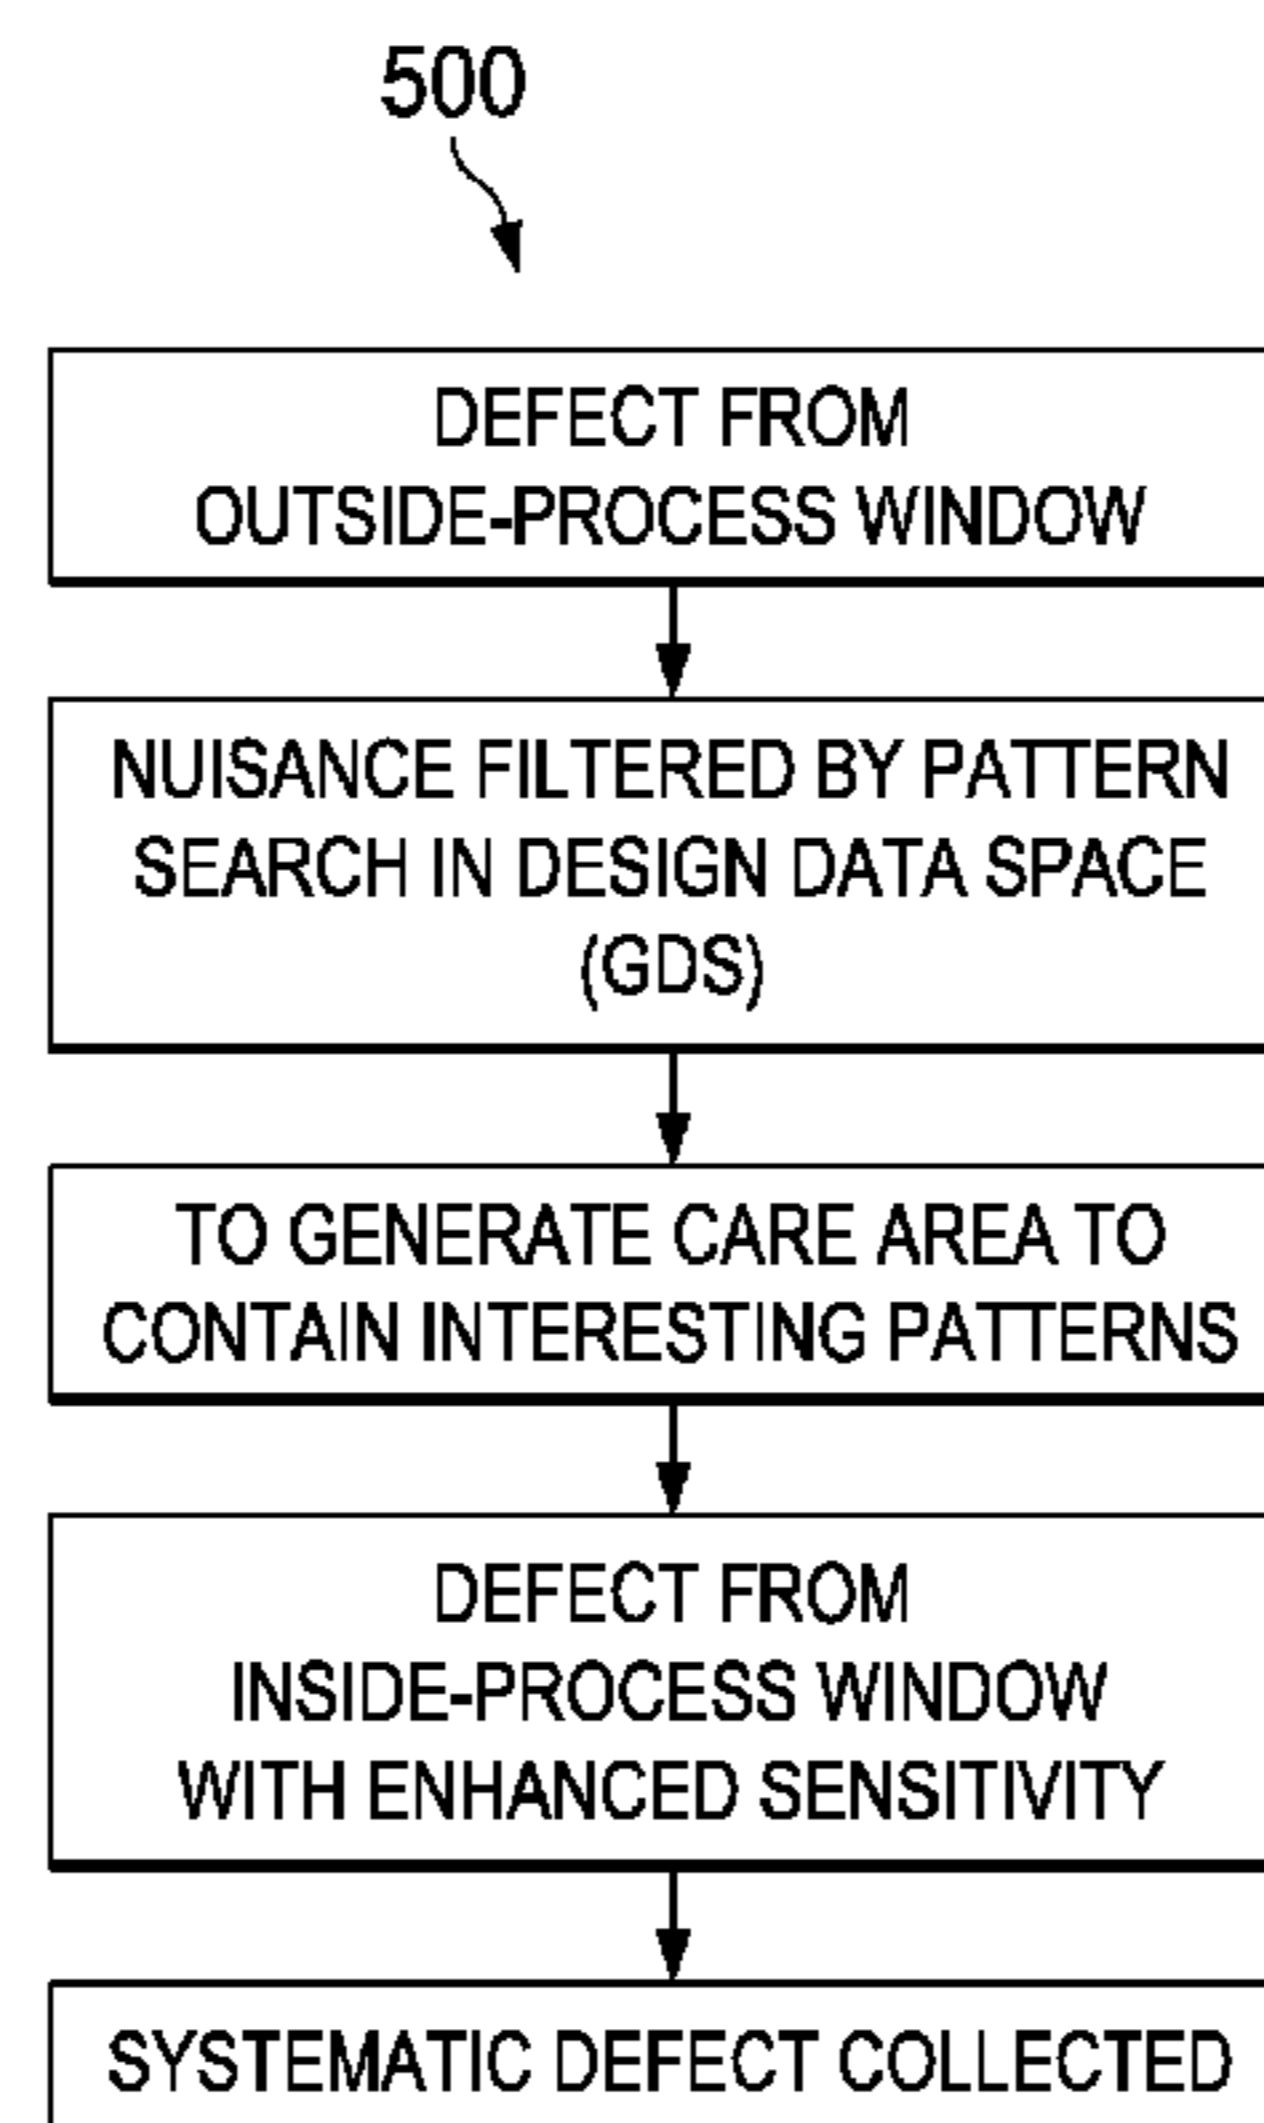 500
DEFECT FROM
OUTSIDE-PROCESS WINDOW
NUISANCE FILTERED BY PATTERN
SEARCH IN DESIGN DATA SPACE
(GDS)
TO GENERATE CARE AREA TO
CONTAIN INTERESTING PATTERNS
DEFECT FROM
INSIDE-PROCESS WINDOW
WITH ENHANCED SENSITIVITY
SYSTEMATIC DEFECT COLLECTED